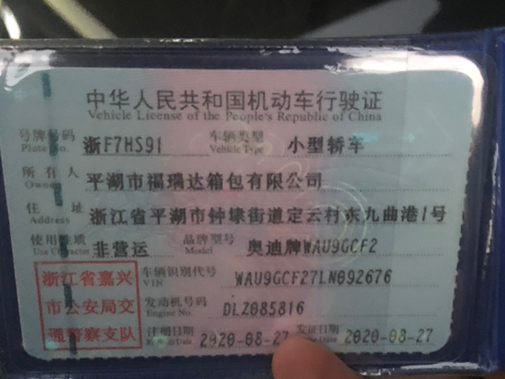 中华人民共和国机动车行驶证
Vehicle License of the People's Republic of China
号牌号码 浙F7HS91 车辆类型 小型轿车
Plate No. Vehicle Type
所有人 平湖市福瑞达箱包有限公司
Owner
住址 浙江省平湖市钟埭街道定云村东九曲港1号
Address
使用性质 非营运 品牌型号 奥迪牌WAU9GCF2
Use Character Model
浙江省嘉兴 车辆识别代号 WAU9GCF27LN092676
VIN
市公安局交 发动机号码 DLZ085816
Engine No.
通警察支队 注册日期 2020-08-27 发证日期 2020-08-27
Date Date